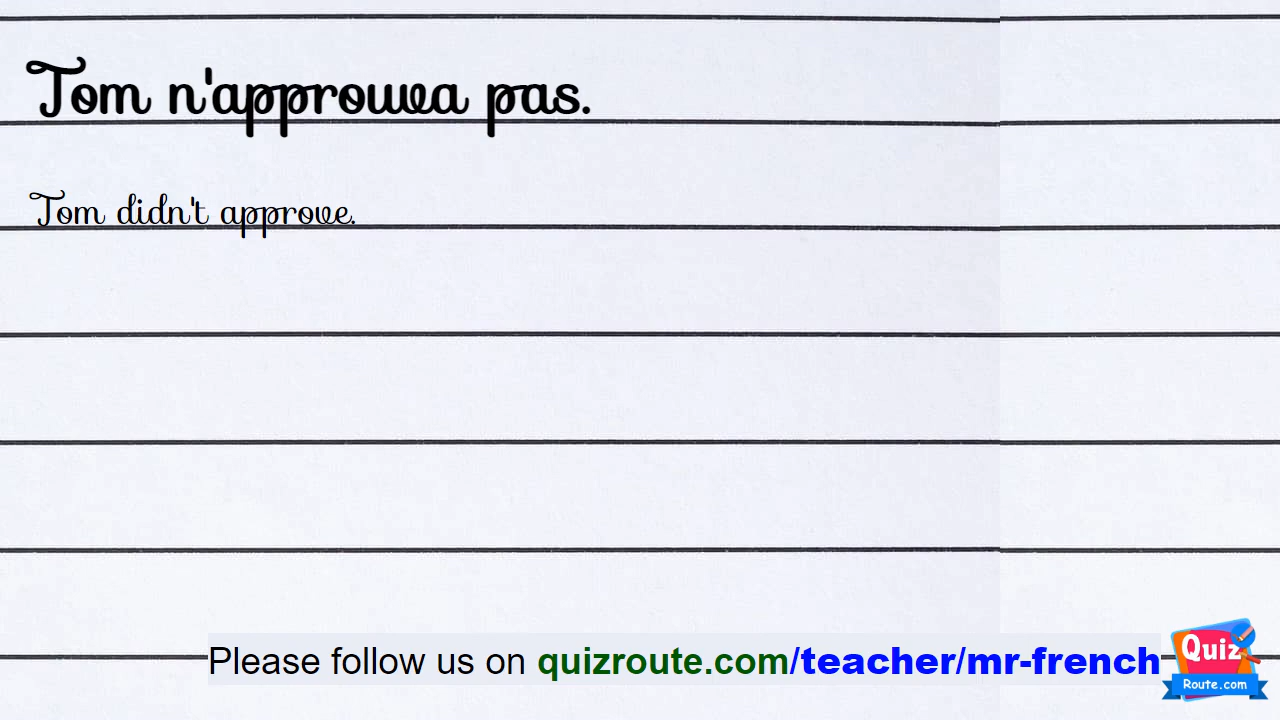 Tom n'approuva pas.
Tom didn't approve.
Please follow us on quizroute.com/teacher/mr-french
Quiz
Route.com